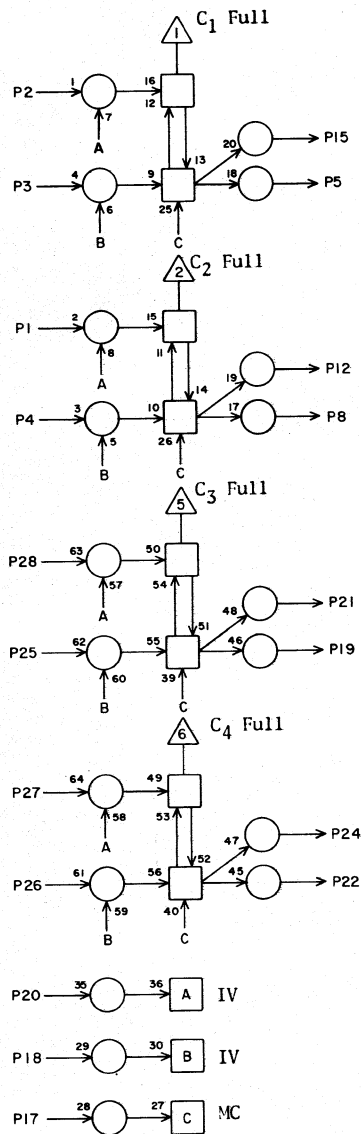 1 C1 Full
P2 1 7 16 12
A
P3 4 6 9 13 20 P15
25 18 P5
B C
2 C2 Full
P1 2 8 15 11
A
P4 3 5 10 14 19 P12
26 17 P8
B C
5 C3 Full
P28 63 57 50 54
A
P25 62 60 55 51 48 P21
39 46 P19
B C
6 C4 Full
P27 64 58 49 53
A
P26 61 59 56 52 47 P24
40 45 P22
B C
P20 35 36 A IV
P18 29 30 B IV
P17 28 27 C MC